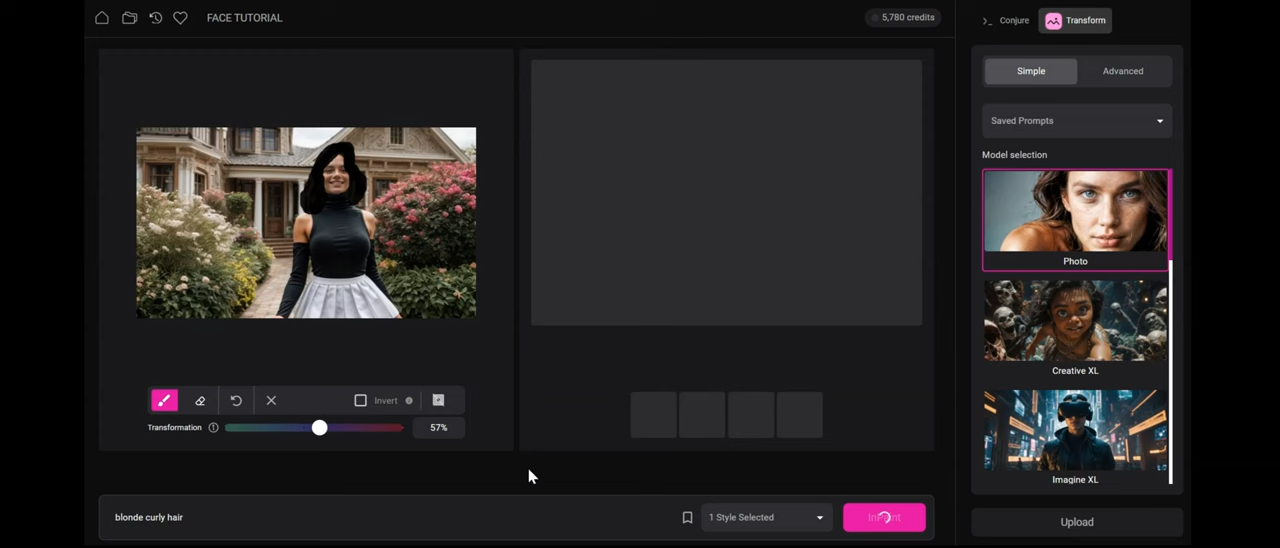 FACE TUTORIAL
5,780 credits
Conjure
Transform
Simple
Advanced
Saved Prompts
Model selection
Photo
Creative XL
Imagine XL
Invert
Transformation
57%
blonde curly hair
1 Style Selected
Upload